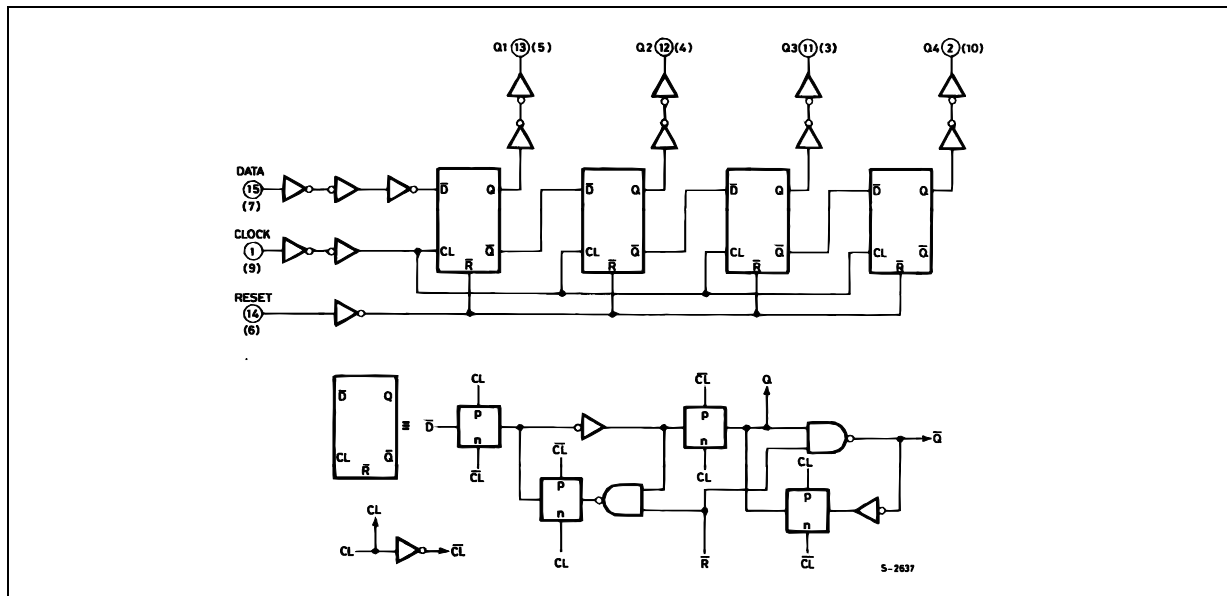 Q1 13 (5) Q2 12 (4) Q3 11 (3) Q4 2 (10)
DATA
15
(7)
D̅ Q D̅ Q D̅ Q D̅ Q
CLOCK
1
(9)
CL Q̅ CL Q̅ CL Q̅ CL Q̅
R̅ R̅ R̅ R̅
RESET
14
(6)
D̅ Q
CL Q̅
R̅
≡
CL C̅L̅ Q
D̅ p p Q̅
n n
C̅L̅ C̅L̅ CL CL
p p
n n
CL R̅ C̅L̅
CL
CL C̅L̅
S-2637